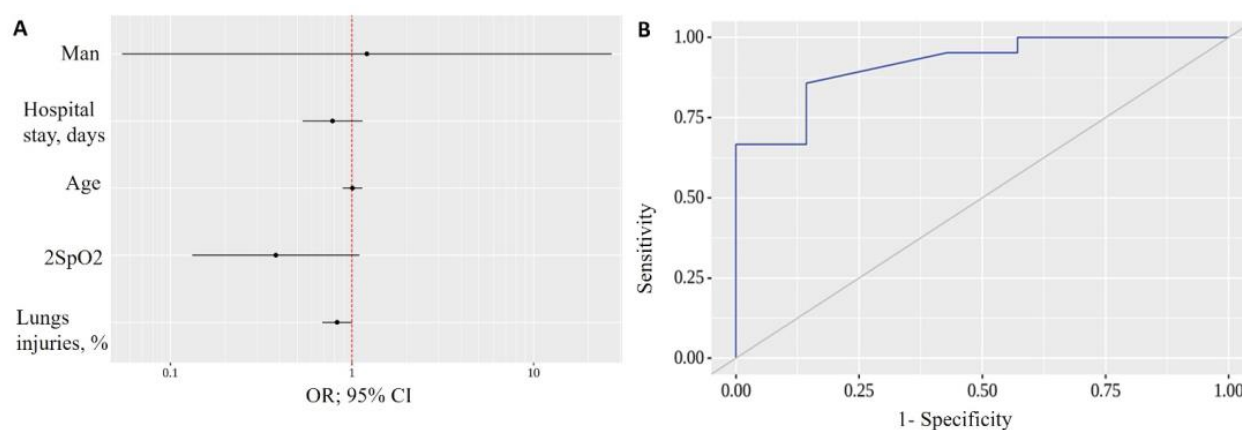 A
Man
Hospital
stay, days
Age
2SpO2
Lungs
injuries, %
0.1
1
10
OR; 95% CI
B
1.00
0.75
0.50
0.25
0.00
Sensitivity
0.00
0.25
0.50
0.75
1.00
1- Specificity